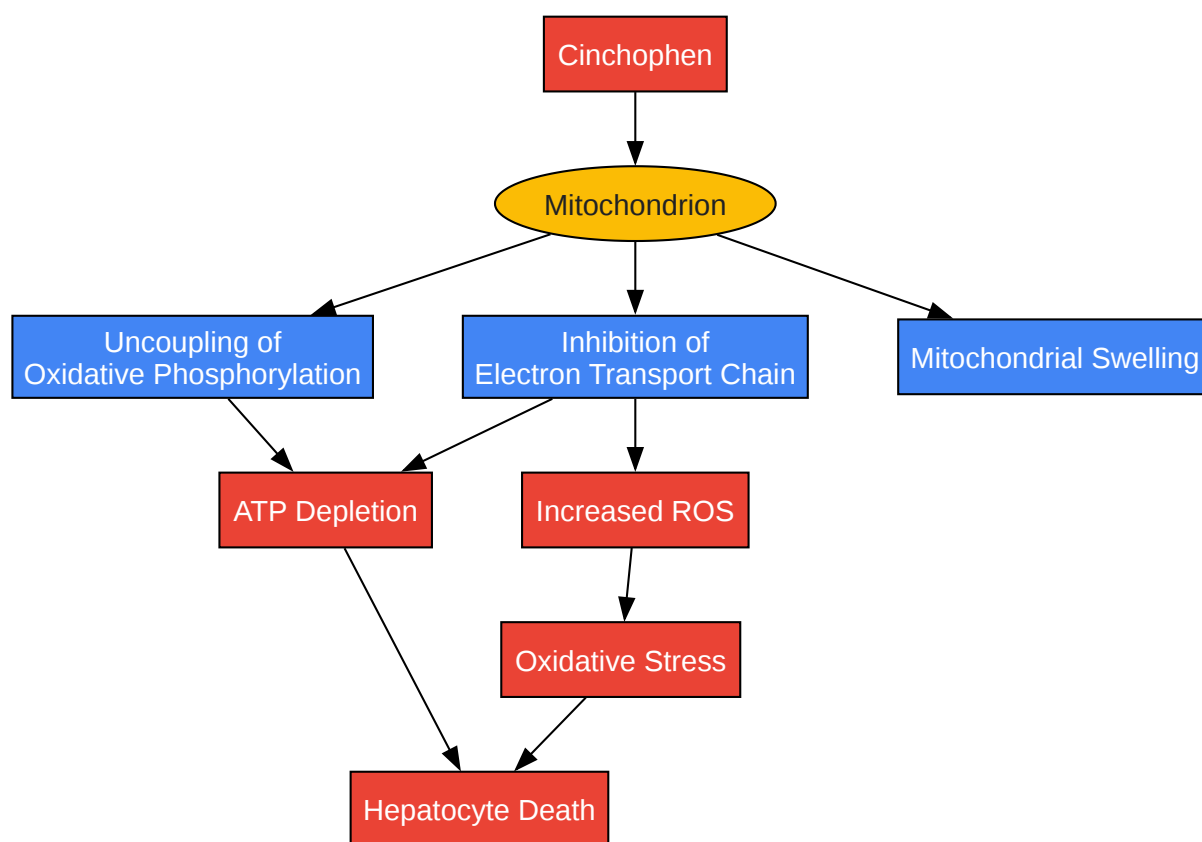 Cinchophen
Mitochondrion
Uncoupling of
Oxidative Phosphorylation
Inhibition of
Electron Transport Chain
Mitochondrial Swelling
ATP Depletion
Increased ROS
Oxidative Stress
Hepatocyte Death